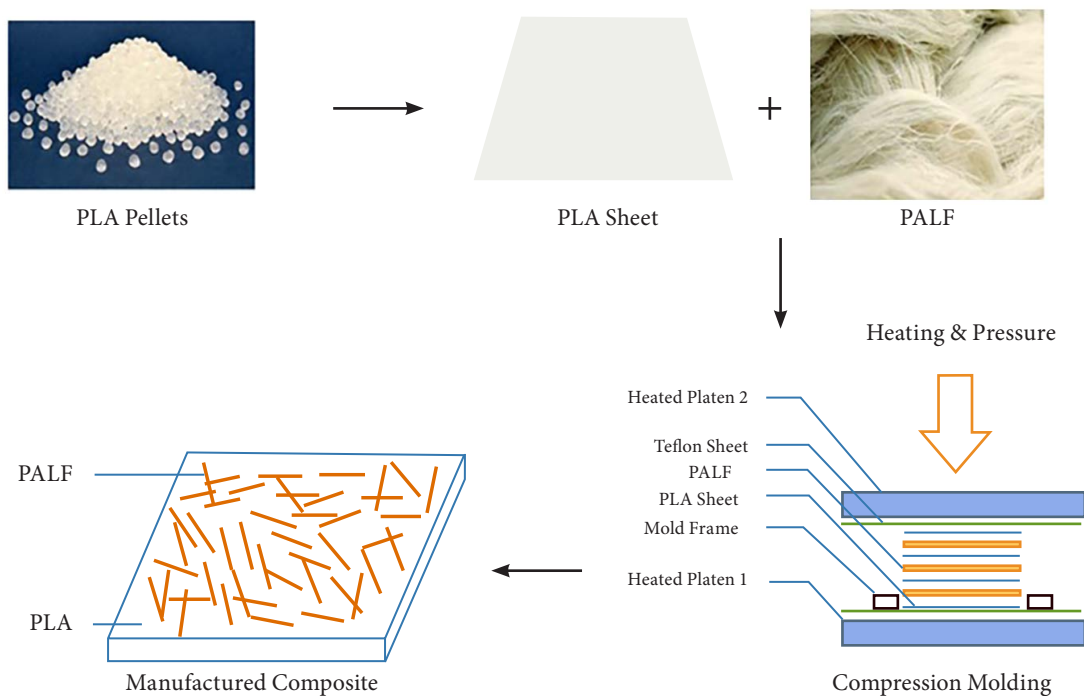 PLA Pellets
PLA Sheet
+
PALF
Heating & Pressure
Heated Platen 2
Teflon Sheet
PALF
PLA Sheet
Mold Frame
Heated Platen 1
Compression Molding
PALF
PLA
Manufactured Composite